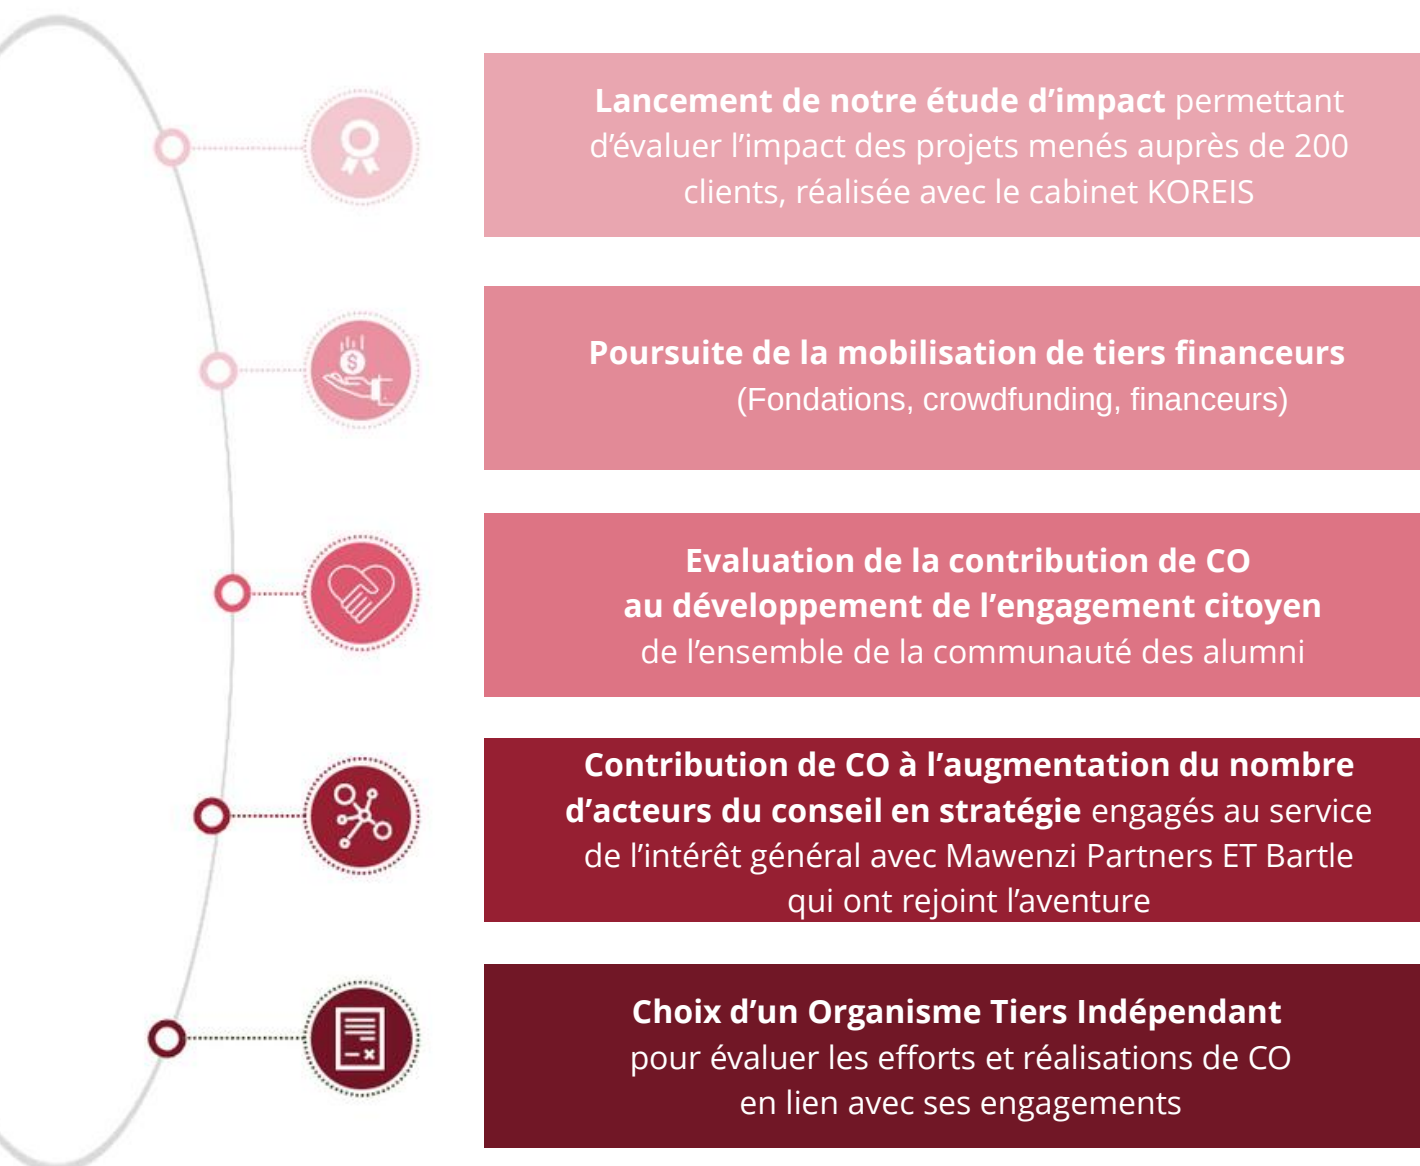 Lancement de notre étude d’impact permettant
d’évaluer l’impact des projets menés auprès de 200
clients, réalisée avec le cabinet KOREIS
Poursuite de la mobilisation de tiers financeurs
(Fondations, crowdfunding, financeurs)
Evaluation de la contribution de CO
au développement de l’engagement citoyen
de l’ensemble de la communauté des alumni
Contribution de CO à l’augmentation du nombre
d’acteurs du conseil en stratégie engagés au service
de l’intérêt général avec Mawenzi Partners ET Bartle
qui ont rejoint l’aventure
Choix d’un Organisme Tiers Indépendant
pour évaluer les efforts et réalisations de CO
en lien avec ses engagements